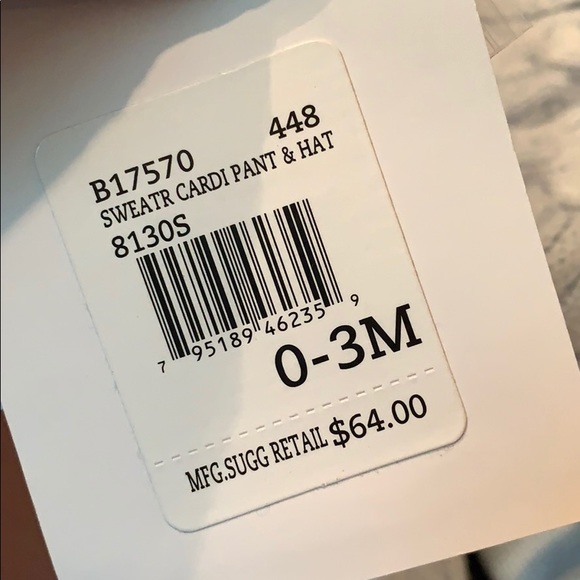 B17570 448
SWEATR CARDI PANT & HAT
8130S
7 95189 46235 9
0-3M
MFG.SUGG RETAIL $64.00